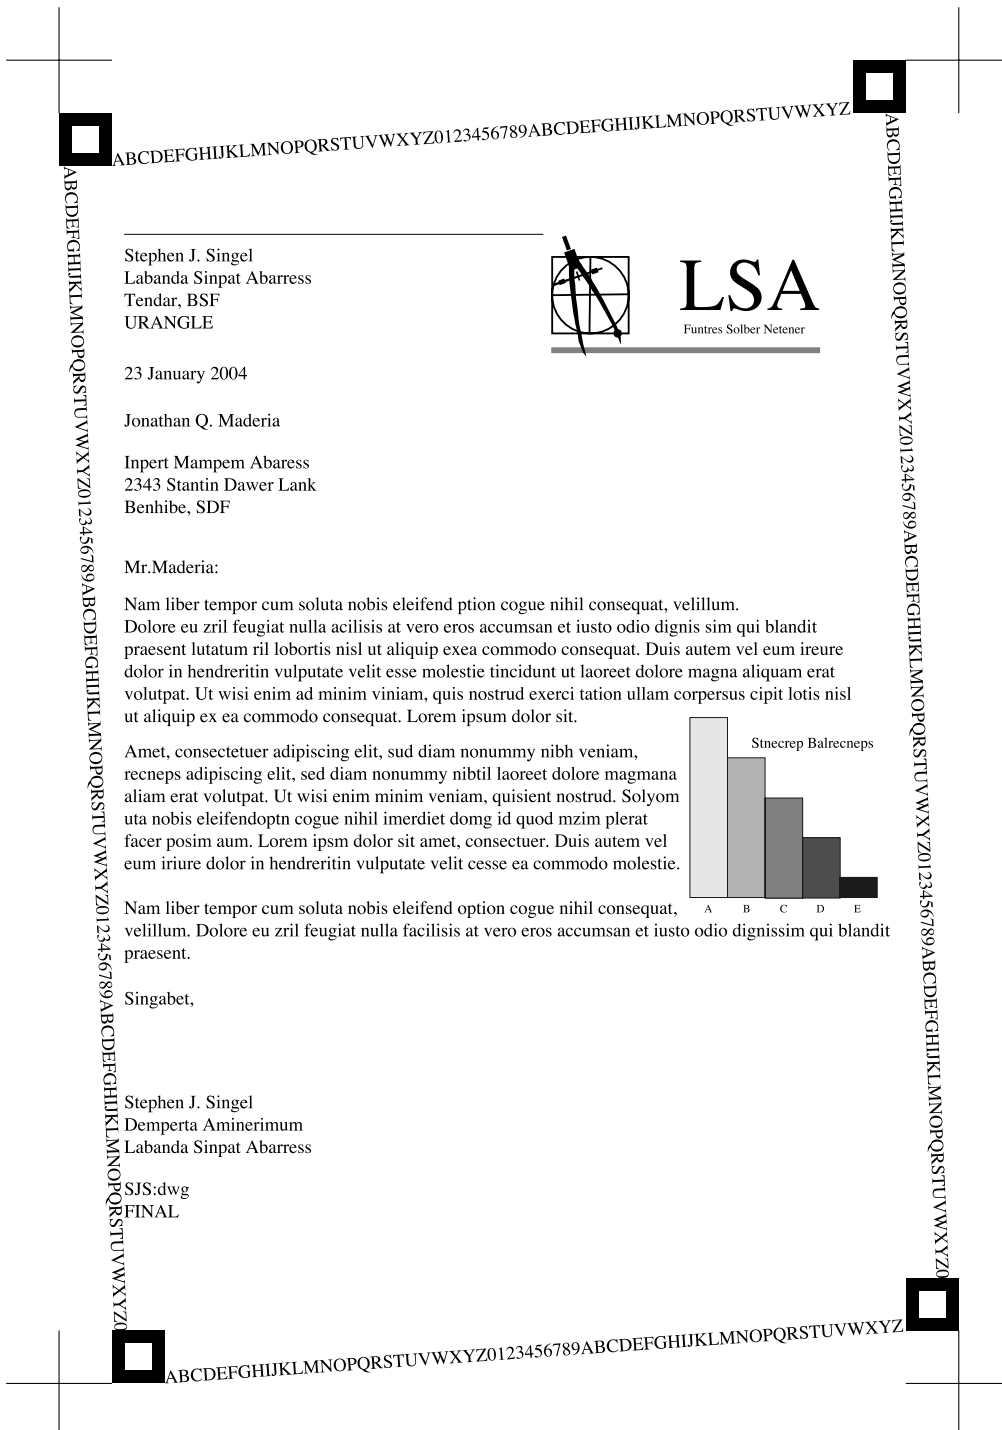 ABCDEFGHIJKLMNOPQRSTUVWXYZ0123456789ABCDEFGHIJKLMNOPQRSTUVWXYZ
ABCDEFGHIJKLMNOPQRSTUVWXYZ0123456789ABCDEFGHIJKLMNOPQRSTUVWXYZ0123456789ABCDEFGHIJKLMNOPQRSTUVWXYZ0
Stephen J. Singel
Labanda Sinpat Abarress
Tendar, BSF
URANGLE
LSA
Funtres Solber Netener
23 January 2004
Jonathan Q. Maderia
Inpert Mampem Abaress
2343 Stantin Dawer Lank
Benhibe, SDF
Mr.Maderia:
Nam liber tempor cum soluta nobis eleifend ption cogue nihil consequat, velillum.
Dolore eu zril feugiat nulla acilisis at vero eros accumsan et iusto odio dignis sim qui blandit
praesent lutatum ril lobortis nisl ut aliquip exea commodo consequat. Duis autem vel eum ireure
dolor in hendreritin vulputate velit esse molestie tincidunt ut laoreet dolore magna aliquam erat
volutpat. Ut wisi enim ad minim viniam, quis nostrud exerci tation ullam corpersus cipit lotis nisl
ut aliquip ex ea commodo consequat. Lorem ipsum dolor sit.
Amet, consectetuer adipiscing elit, sud diam nonummy nibh veniam,
recneps adipiscing elit, sed diam nonummy nibtil laoreet dolore magmana
aliam erat volutpat. Ut wisi enim minim veniam, quisient nostrud. Solyom
uta nobis eleifendoptn cogue nihil imerdiet domg id quod mzim plerat
facer posim aum. Lorem ipsm dolor sit amet, consectuer. Duis autem vel
eum iriure dolor in hendreritin vulputate velit cesse ea commodo molestie.
Stnecrep Balrecneps
A B C D E
Nam liber tempor cum soluta nobis eleifend option cogue nihil consequat,
velillum. Dolore eu zril feugiat nulla facilisis at vero eros accumsan et iusto odio dignissim qui blandit
praesent.
Singabet,
Stephen J. Singel
Demperta Aminerimum
Labanda Sinpat Abarress
SJS:dwg
FINAL
ABCDEFGHIJKLMNOPQRSTUVWXYZ0123456789ABCDEFGHIJKLMNOPQRSTUVWXYZ0123456789ABCDEFGHIJKLMNOPQRSTUVWXYZ0
ABCDEFGHIJKLMNOPQRSTUVWXYZ0123456789ABCDEFGHIJKLMNOPQRSTUVWXYZ